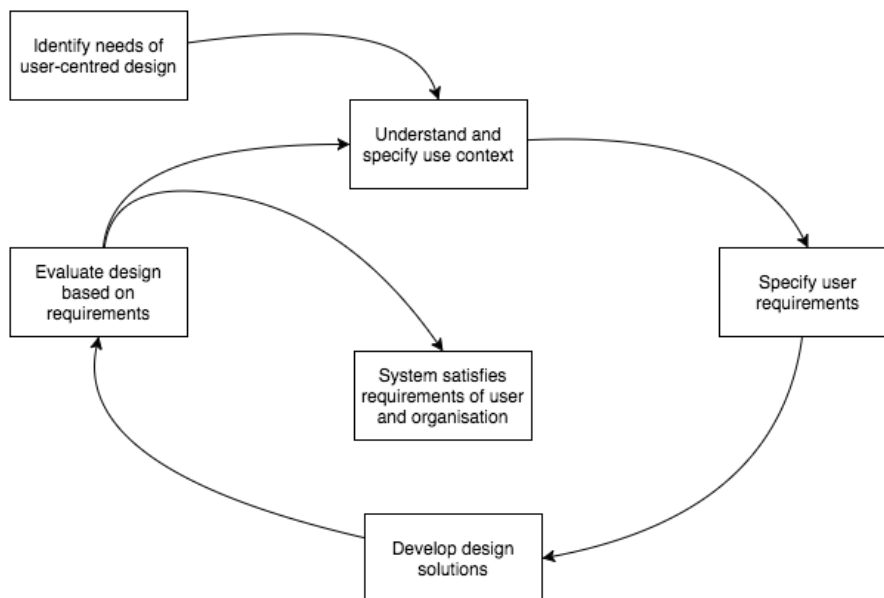 Identify needs of
user-centred design
Understand and
specify use context
Specify user
requirements
Develop design
solutions
Evaluate design
based on
requirements
System satisfies
requirements of user
and organisation